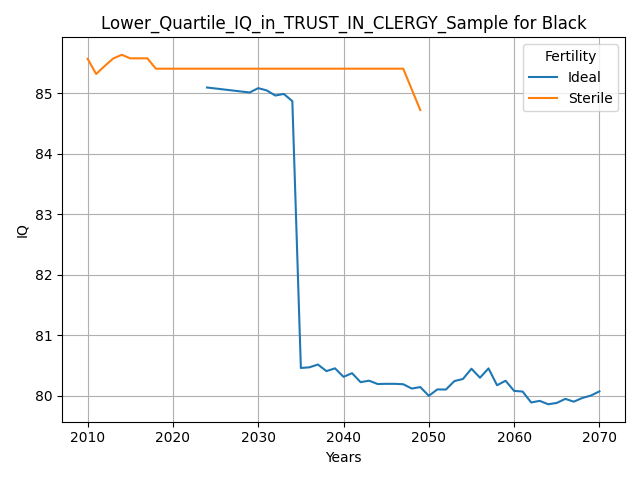 Lower_Quartile_IQ_in_TRUST_IN_CLERGY_Sample for Black
Fertility
Ideal
Sterile
85
84
83
82
81
80
IQ
2010 2020 2030 2040 2050 2060 2070
Years